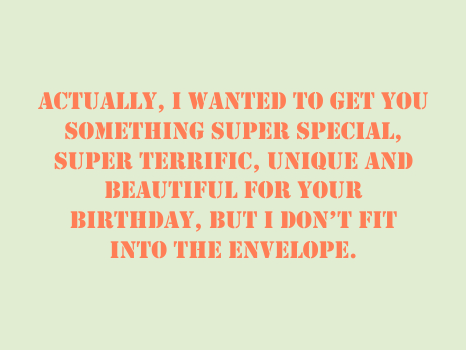 ACTUALLY, I WANTED TO GET YOU
SOMETHING SUPER SPECIAL,
SUPER TERRIFIC, UNIQUE AND
BEAUTIFUL FOR YOUR
BIRTHDAY, BUT I DON’T FIT
INTO THE ENVELOPE.